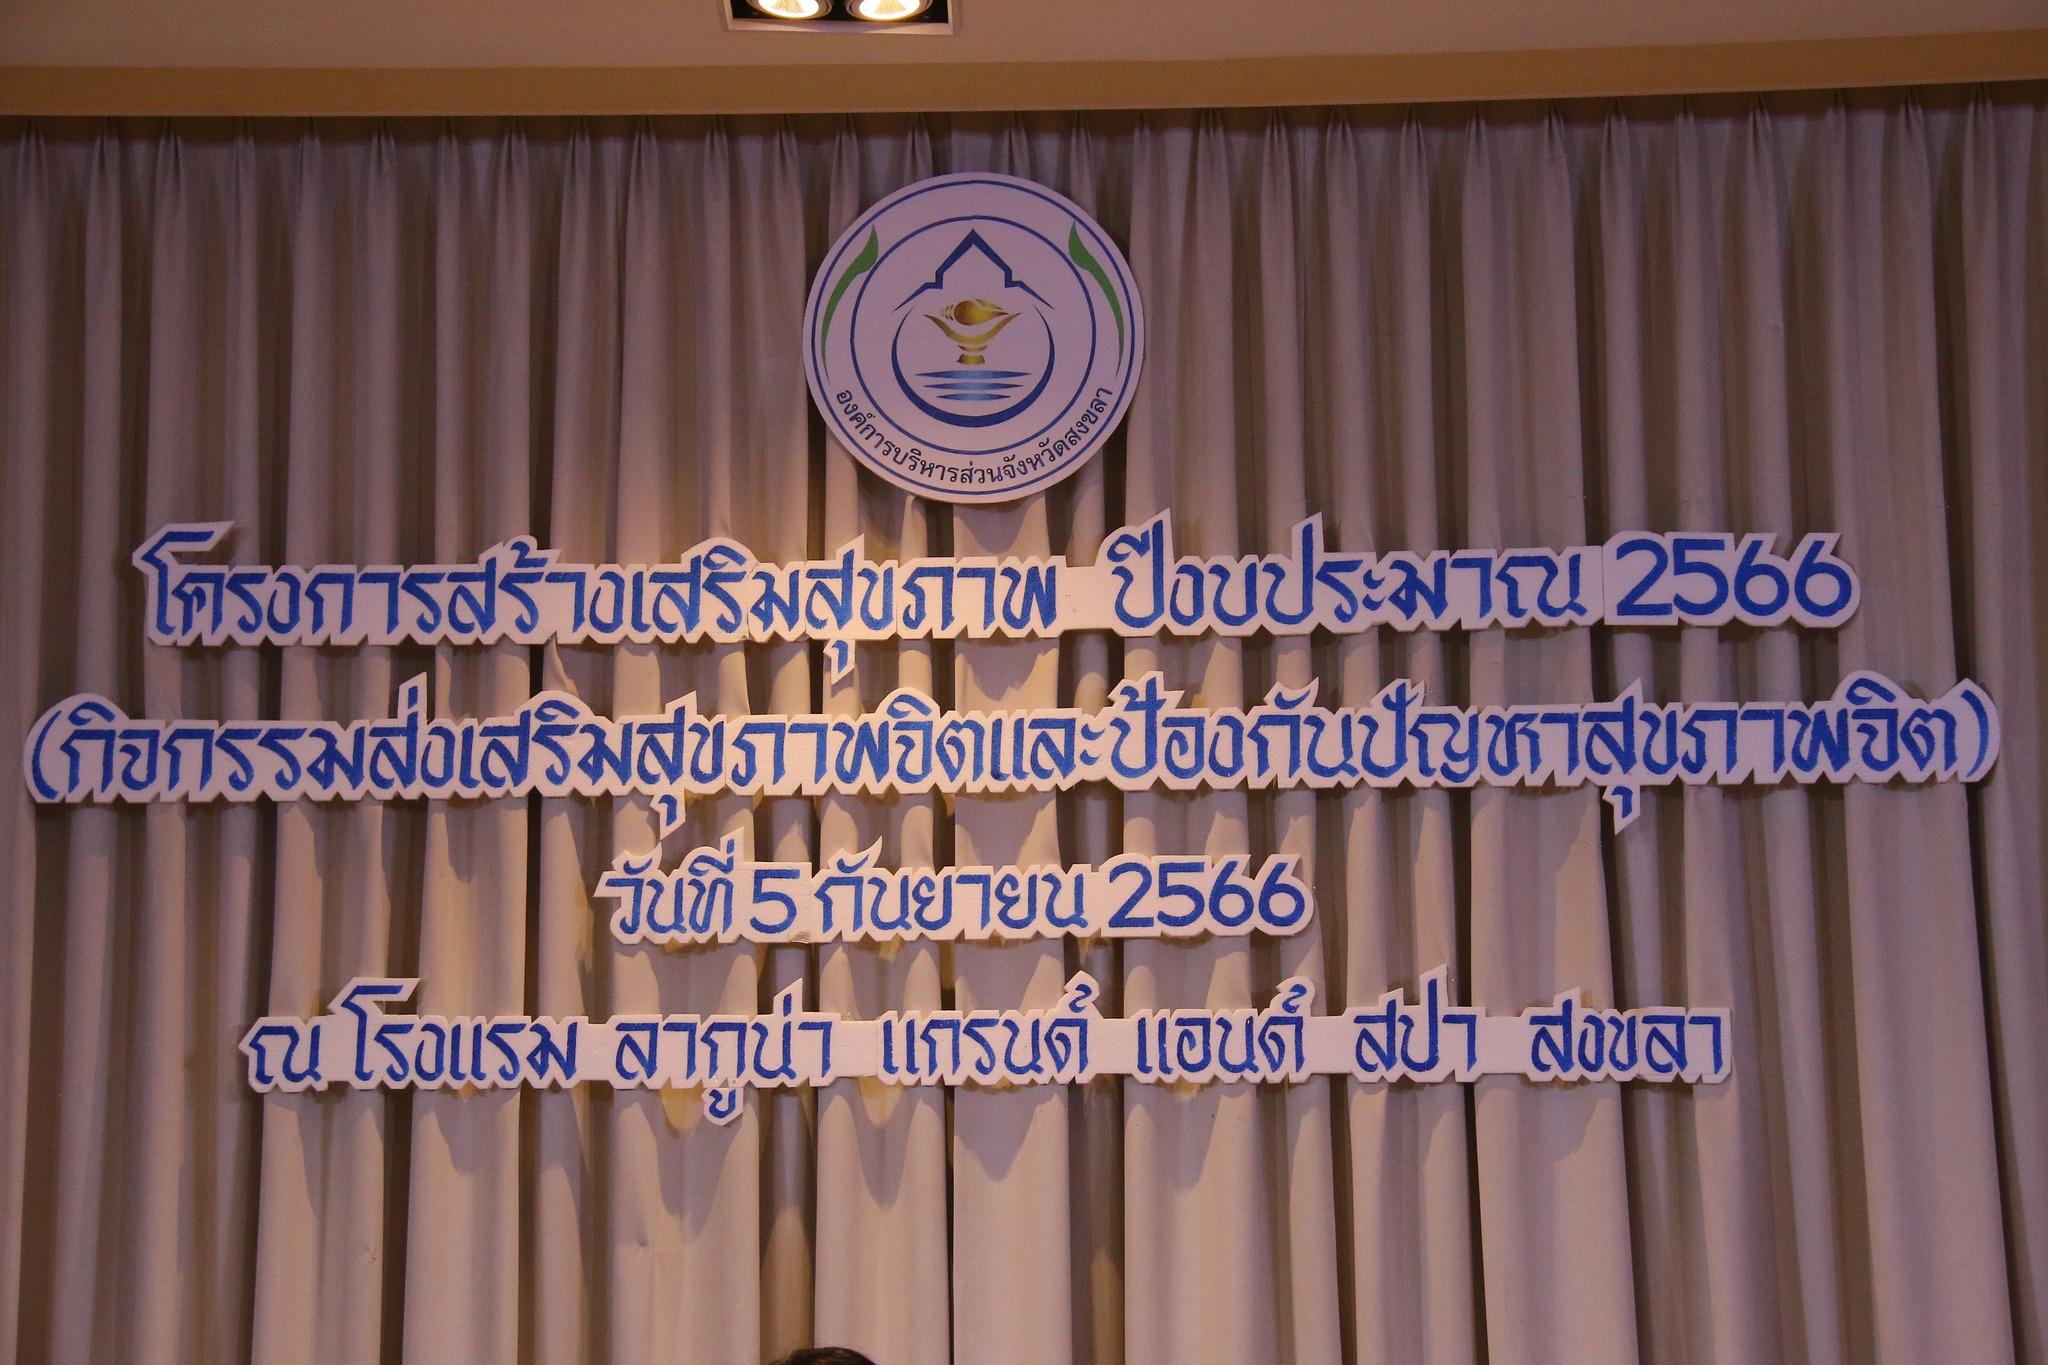 องค์การบริหารส่วนจังหวัดสงขลา
โครงการสร้างเสริมสุขภาพ ปีงบประมาณ 2566
(กิจกรรมส่งเสริมสุขภาพจิตและป้องกันปัญหาสุขภาพจิต)
วันที่ 5 กันยายน 2566
ณ โรงแรม ลากูน่า แกรนด์ แอนด์ สปา สงขลา